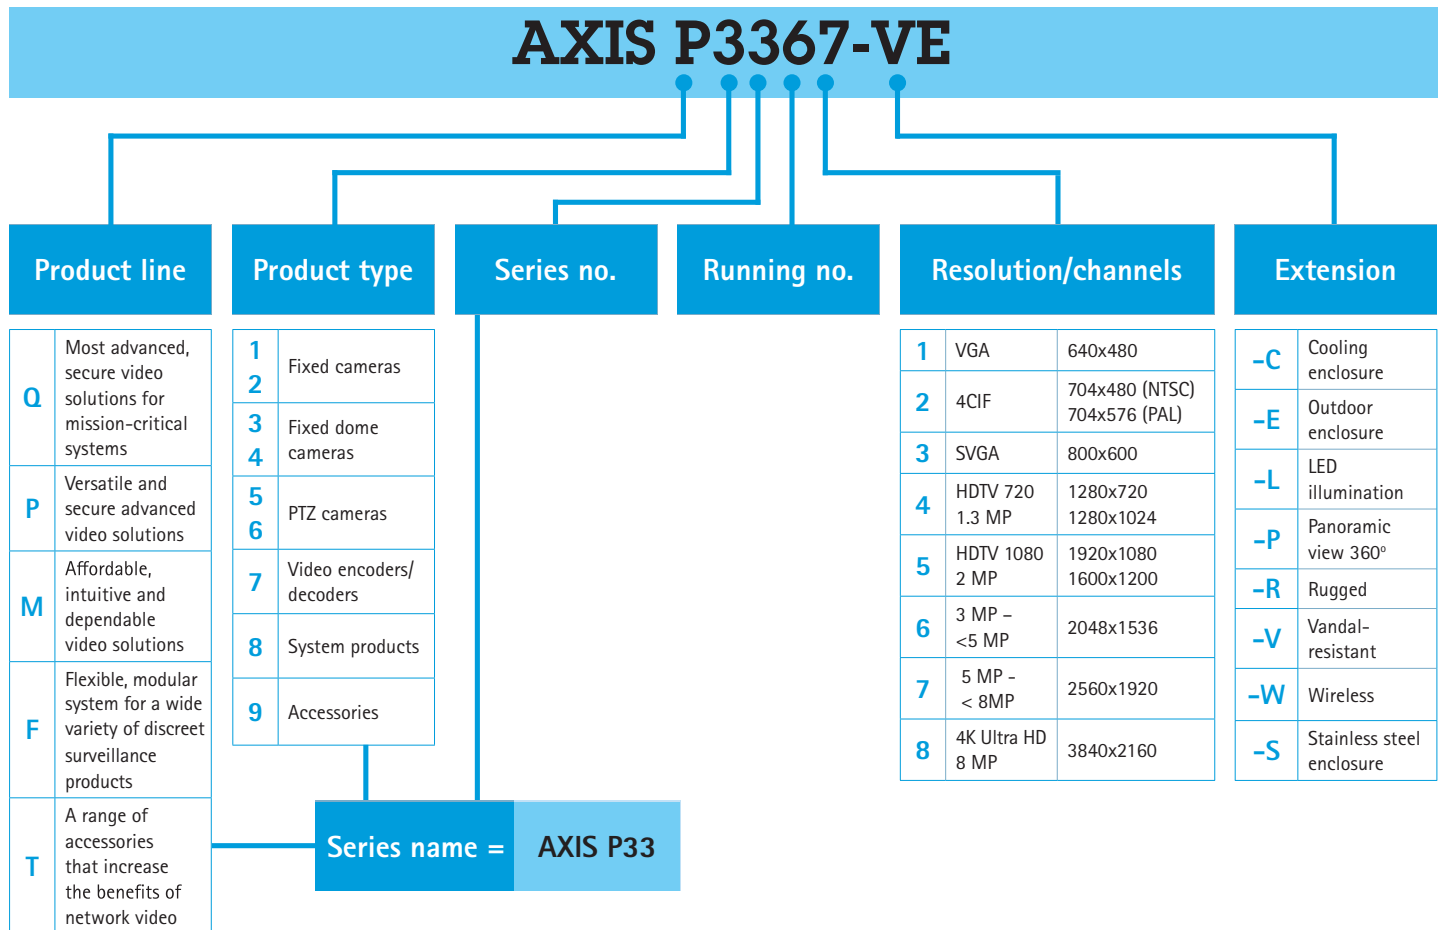 AXIS P3367-VE
Product line
Product type
Series no.
Running no.
Resolution/channels
Extension
Q
Most advanced,
secure video
solutions for
mission-critical
systems
P
Versatile and
secure advanced
video solutions
M
Affordable,
intuitive and
dependable
video solutions
F
Flexible, modular
system for a wide
variety of discreet
surveillance
products
T
A range of
accessories
that increase
the benefits of
network video
1
2
Fixed cameras
3
4
Fixed dome
cameras
5
6
PTZ cameras
7
Video encoders/
decoders
8
System products
9
Accessories
Series name =
AXIS P33
1
VGA
640x480
2
4CIF
704x480 (NTSC)
704x576 (PAL)
3
SVGA
800x600
4
HDTV 720
1.3 MP
1280x720
1280x1024
5
HDTV 1080
2 MP
1920x1080
1600x1200
6
3 MP –
<5 MP
2048x1536
7
5 MP -
< 8MP
2560x1920
8
4K Ultra HD
8 MP
3840x2160
-C
Cooling
enclosure
-E
Outdoor
enclosure
-L
LED
illumination
-P
Panoramic
view 360º
-R
Rugged
-V
Vandal-
resistant
-W
Wireless
-S
Stainless steel
enclosure